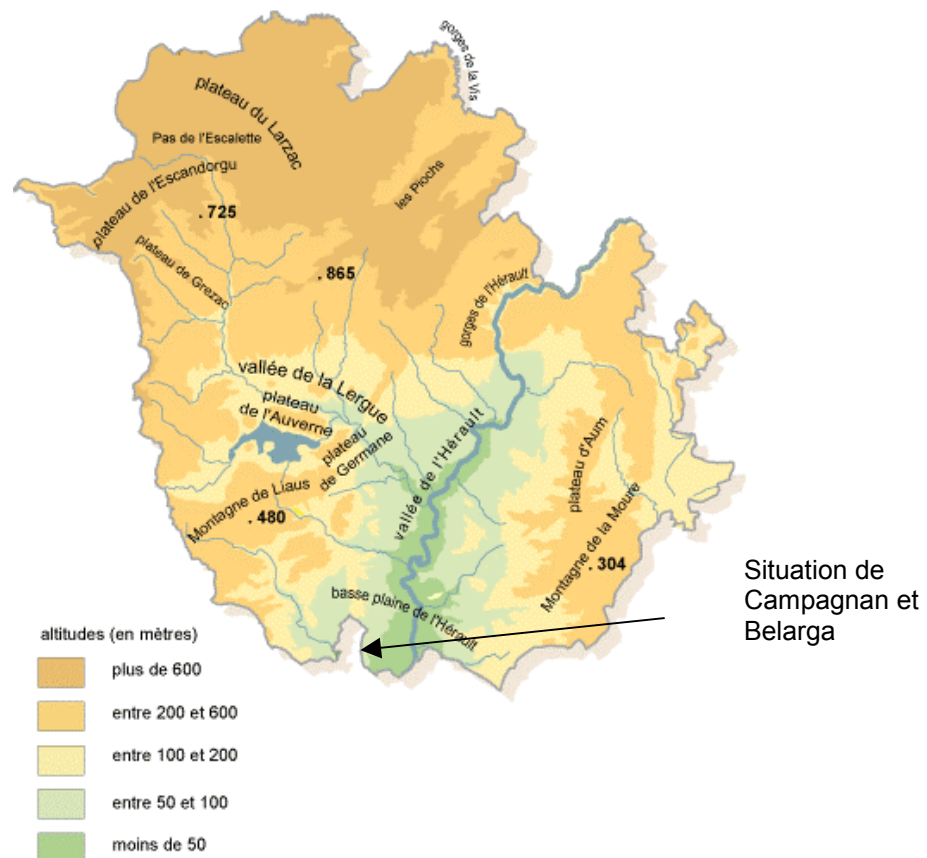 gorges de la Vis
plateau du Larzac
Pas de l'Escalette
plateau de l'Escandorgu
. 725
les Piochs
plateau de Grezac
. 865
gorges de l'Hérault
vallée de la Lergue
plateau
de l'Auverne
plateau
de Germane
vallée de l'Hérault
plateau d'Aum
Montagne de Liaus
. 480
Montagne de la Moure
. 304
basse plaine de l'Hérault
Situation de
Campagnan et
Belarga
altitudes (en mètres)
plus de 600
entre 200 et 600
entre 100 et 200
entre 50 et 100
moins de 50